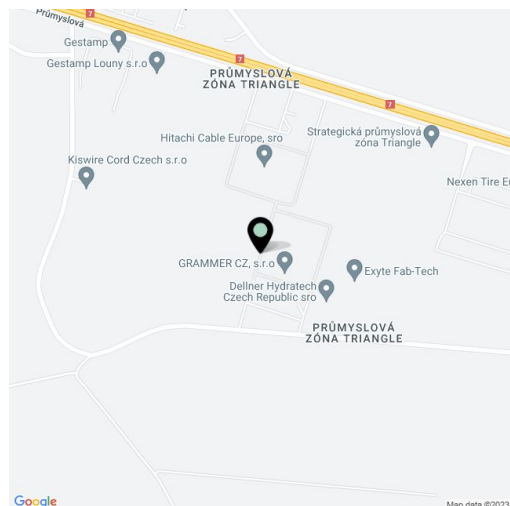 Průmyslová
7
Gestamp
Gestamp Louny s.r.o
7
PRŮMYSLOVÁ
ZÓNA TRIANGLE
7
Hitachi Cable Europe, sro
Strategická průmyslová
zóna Triangle
Kiswire Cord Czech s.r.o
Nexen Tire E
GRAMMER CZ, s.r.o
Exyte Fab-Tech
Dellner Hydratech
Czech Republic sro
PRŮMYSLOVÁ
ZÓNA TRIANGLE
Google
Map data ©2023